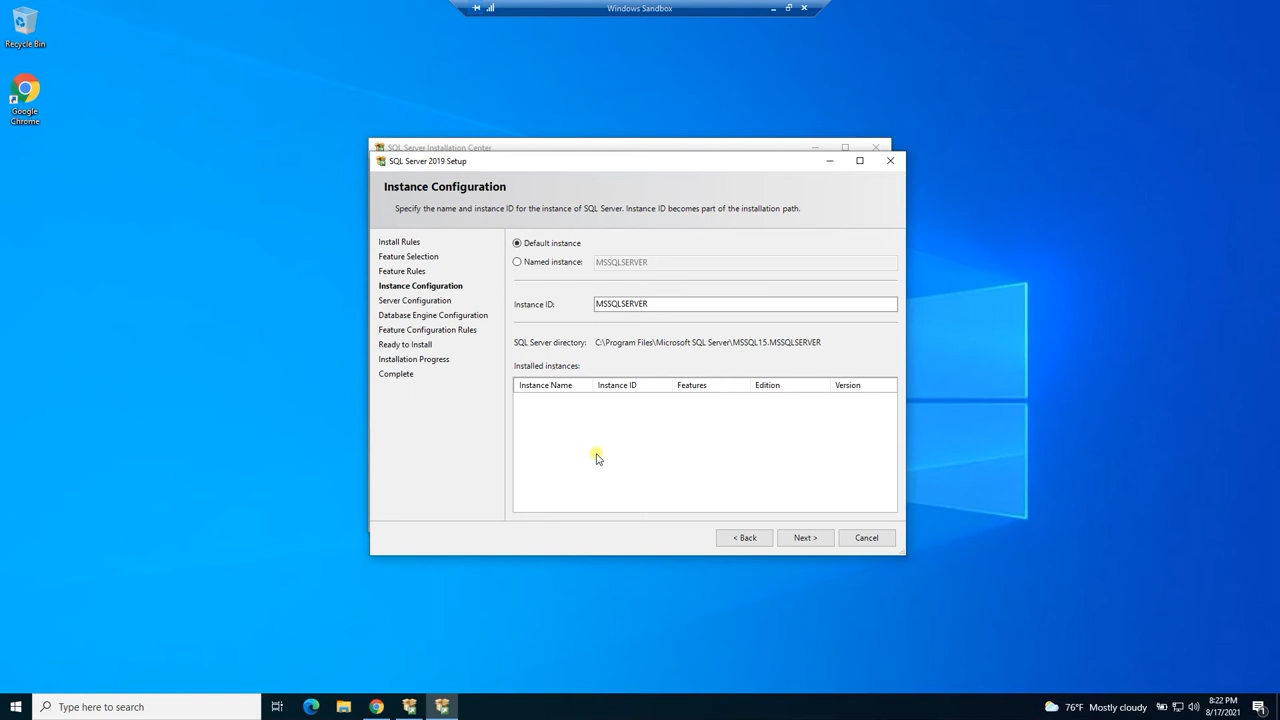 Windows Sandbox
Recycle Bin
Google
Chrome
SQL Server Installation Center
SQL Server 2019 Setup
Instance Configuration
Specify the name and instance ID for the instance of SQL Server. Instance ID becomes part of the installation path.
Install Rules
Feature Selection
Feature Rules
Instance Configuration
Server Configuration
Database Engine Configuration
Feature Configuration Rules
Ready to Install
Installation Progress
Complete
Default instance
Named instance: MSSQLSERVER
Instance ID: MSSQLSERVER
SQL Server directory: C:\Program Files\Microsoft SQL Server\MSSQL15.MSSQLSERVER
Installed instances:
Instance Name Instance ID Features Edition Version
< Back Next > Cancel
Type here to search
76°F Mostly cloudy
8:22 PM
8/17/2021
1